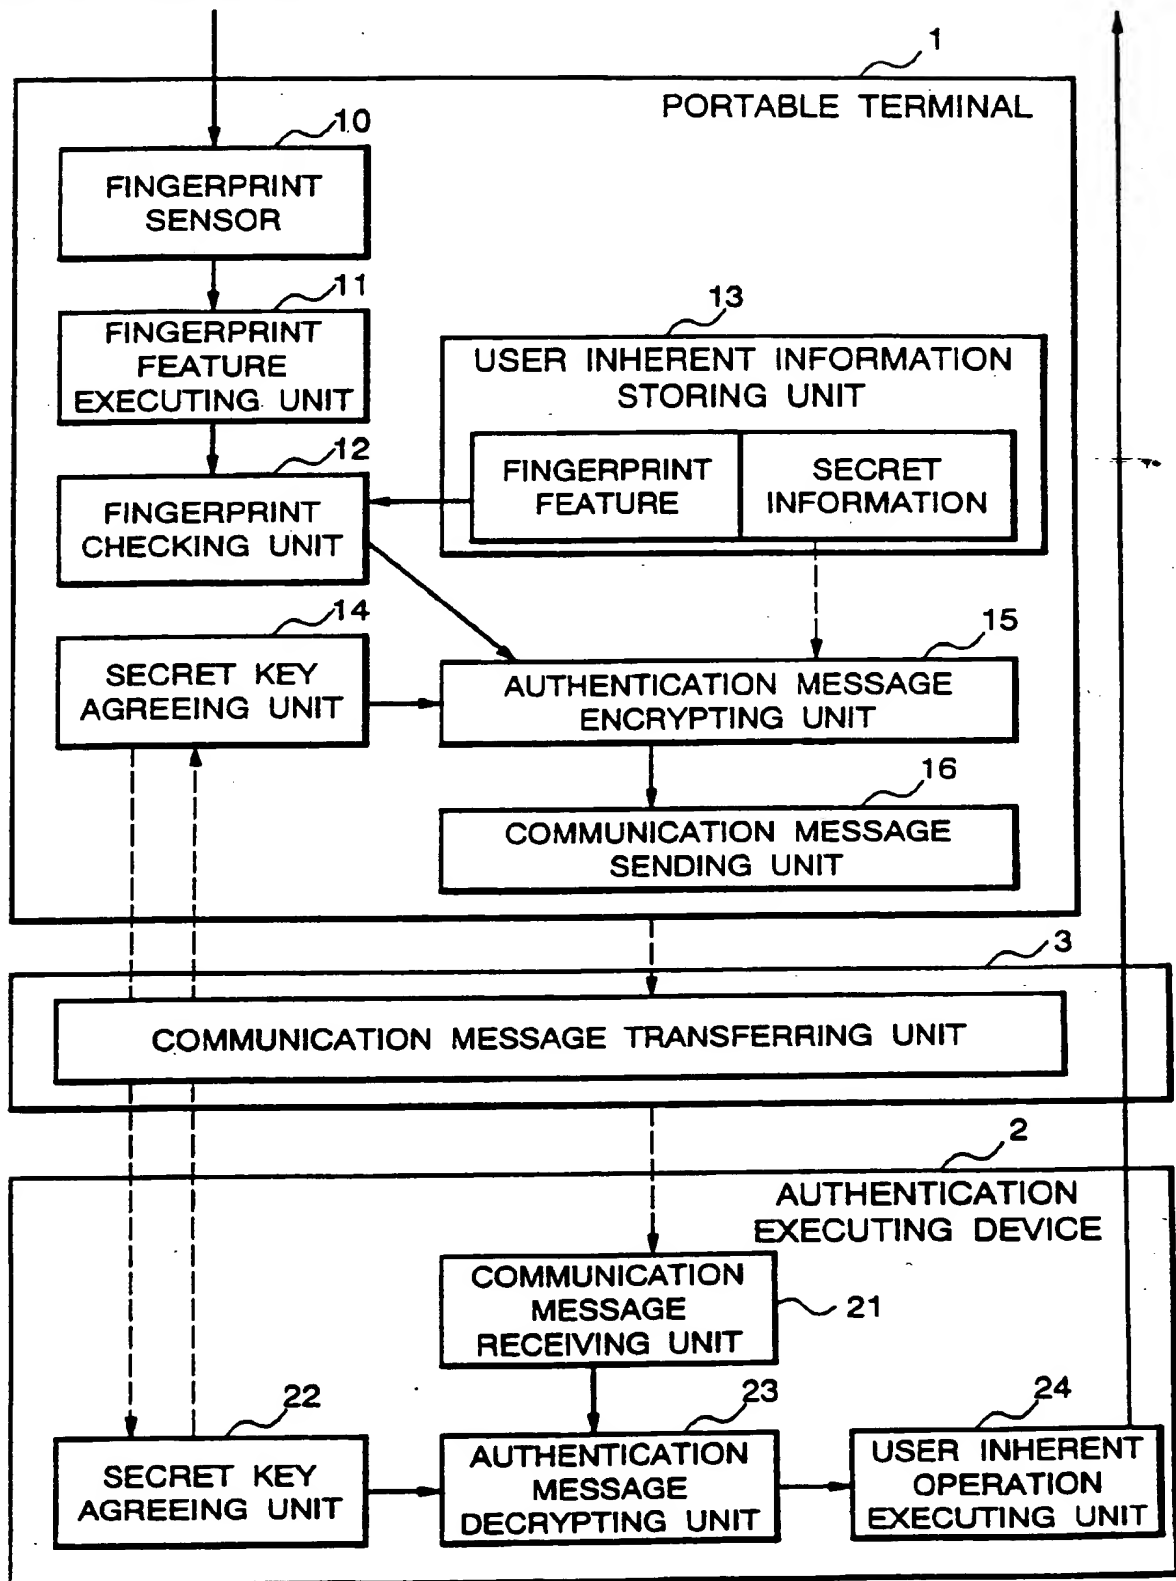 1
PORTABLE TERMINAL
10
FINGERPRINT
SENSOR
11
FINGERPRINT
FEATURE
EXECUTING UNIT
13
USER INHERENT INFORMATION
STORING UNIT
12
FINGERPRINT
CHECKING UNIT
FINGERPRINT
FEATURE
SECRET
INFORMATION
14
SECRET KEY
AGREEING UNIT
15
AUTHENTICATION MESSAGE
ENCRYPTING UNIT
16
COMMUNICATION MESSAGE
SENDING UNIT
3
COMMUNICATION MESSAGE TRANSFERRING UNIT
2
AUTHENTICATION
EXECUTING DEVICE
COMMUNICATION
MESSAGE
RECEIVING UNIT
21
22
SECRET KEY
AGREEING UNIT
23
AUTHENTICATION
MESSAGE
DECRYPTING UNIT
24
USER INHERENT
OPERATION
EXECUTING UNIT